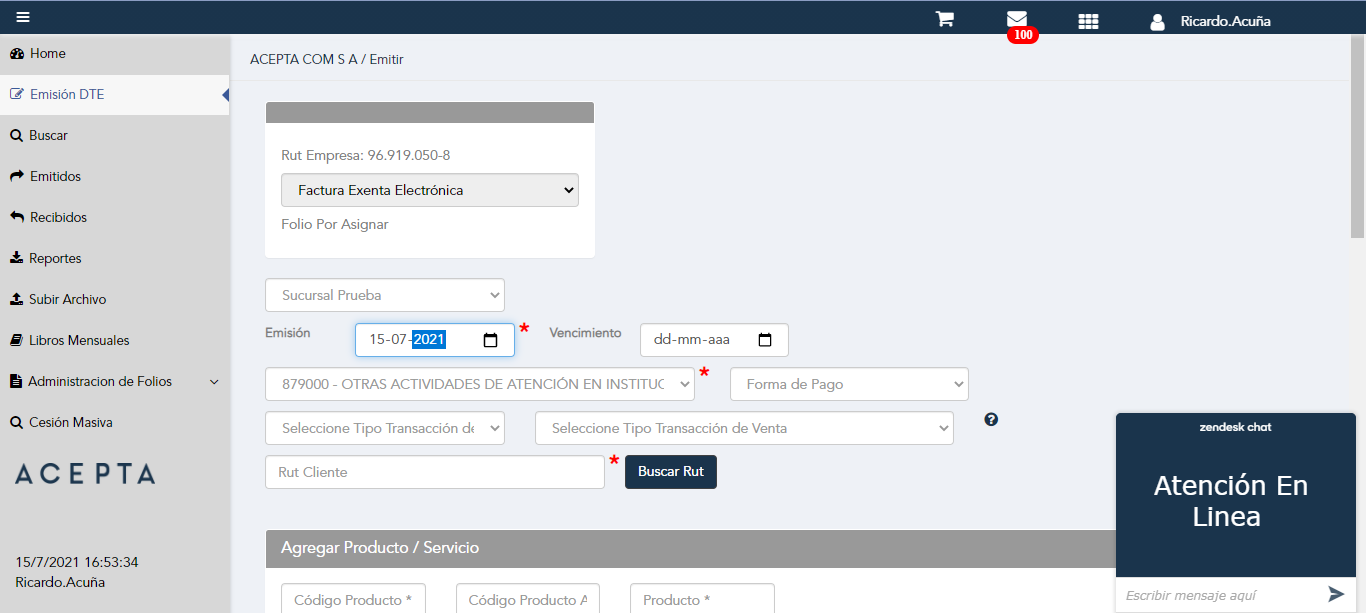 100
Ricardo.Acuña
Home
Emisión DTE
Buscar
Emitidos
Recibidos
Reportes
Subir Archivo
Libros Mensuales
Administracion de Folios
Cesión Masiva
ACEPTA
15/7/2021 16:53:34
Ricardo.Acuña
ACEPTA COM S A / Emitir
Rut Empresa: 96.919.050-8
Factura Exenta Electrónica
Folio Por Asignar
Sucursal Prueba
Emisión 15-07-2021 * Vencimiento dd-mm-aaa
879000 - OTRAS ACTIVIDADES DE ATENCIÓN EN INSTITUC * Forma de Pago
Seleccione Tipo Transacción de Seleccione Tipo Transacción de Venta ?
Rut Cliente * Buscar Rut
Agregar Producto / Servicio
Código Producto * Código Producto A Producto *
zendesk chat
Atención En
Linea
Escribir mensaje aquí